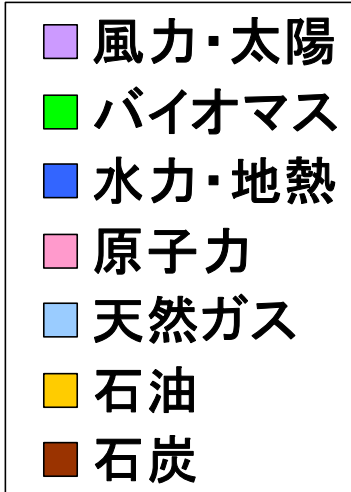 風力・太陽
バイオマス
水力・地熱
原子力
天然ガス
石油
石炭